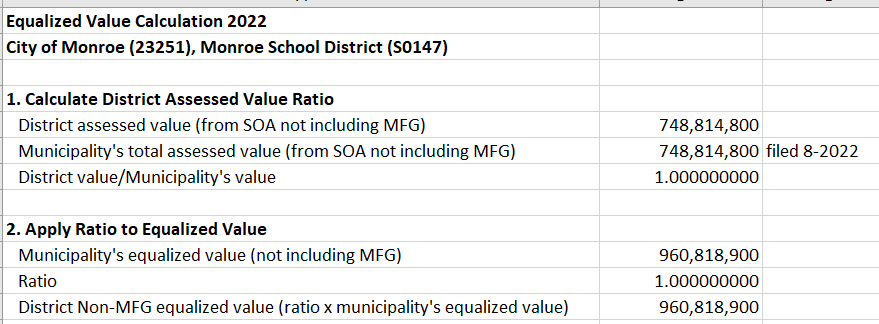 Equalized Value Calculation 2022
City of Monroe (23251), Monroe School District (S0147)
1. Calculate District Assessed Value Ratio
District assessed value (from SOA not including MFG) 748,814,800
Municipality's total assessed value (from SOA not including MFG) 748,814,800 filed 8-2022
District value/Municipality's value 1.000000000
2. Apply Ratio to Equalized Value
Municipality's equalized value (not including MFG) 960,818,900
Ratio 1.000000000
District Non-MFG equalized value (ratio x municipality's equalized value) 960,818,900